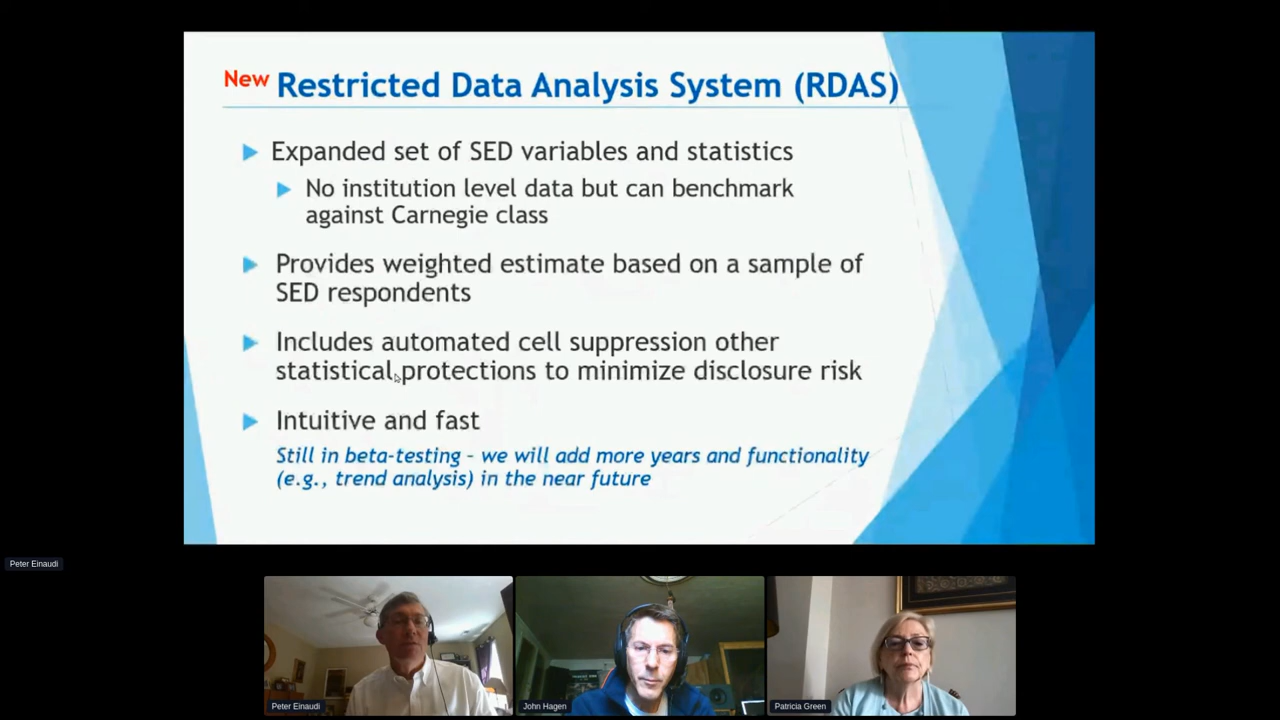 New Restricted Data Analysis System (RDAS)
Expanded set of SED variables and statistics
No institution level data but can benchmark
against Carnegie class
Provides weighted estimate based on a sample of
SED respondents
Includes automated cell suppression other
statistical protections to minimize disclosure risk
Intuitive and fast
Still in beta-testing – we will add more years and functionality
(e.g., trend analysis) in the near future
Peter Einaudi
Peter Einaudi
John Hagen
Patricia Green